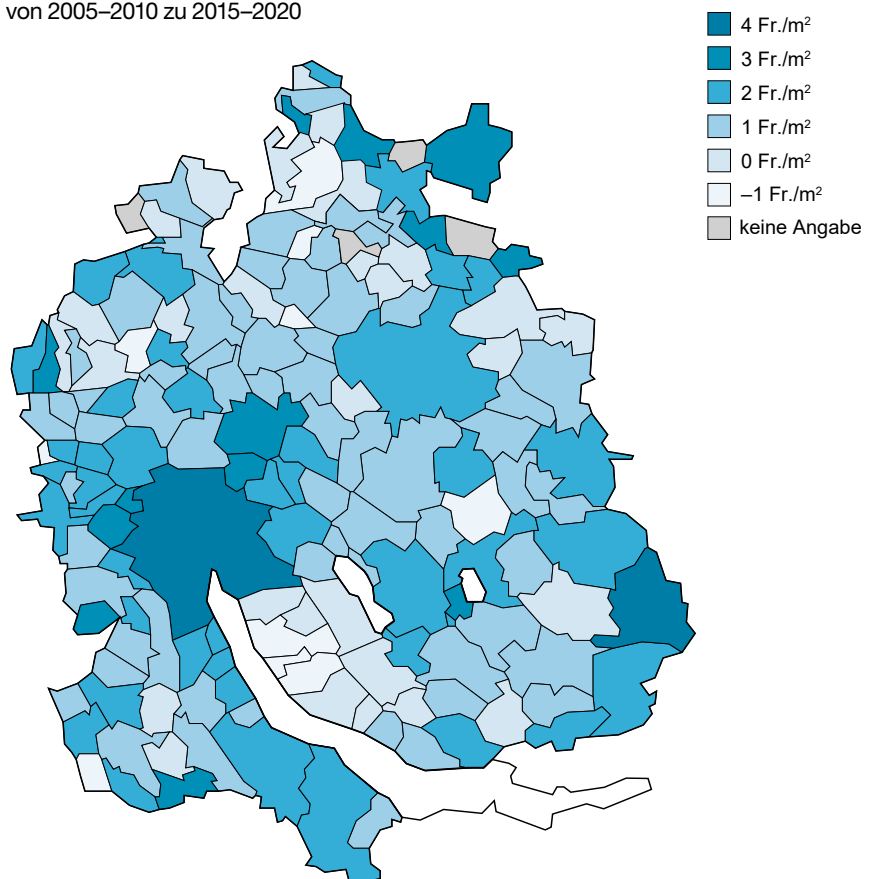 von 2005–2010 zu 2015–2020
4 Fr./m²
3 Fr./m²
2 Fr./m²
1 Fr./m²
0 Fr./m²
–1 Fr./m²
keine Angabe